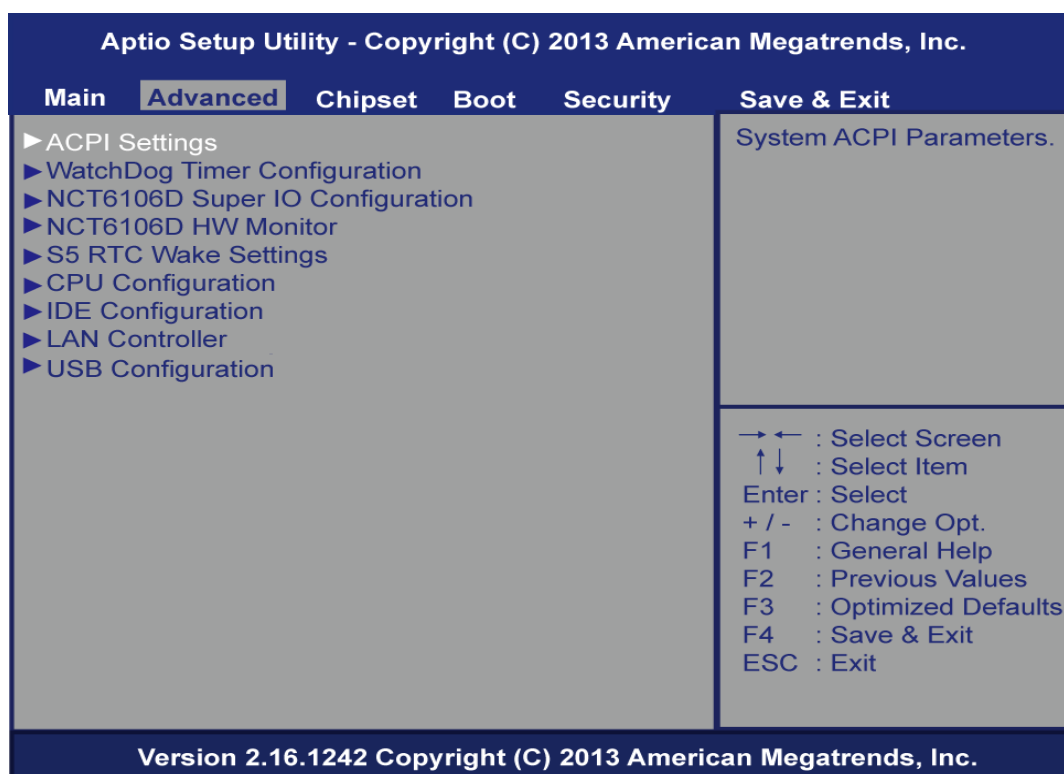 Aptio Setup Utility - Copyright (C) 2013 American Megatrends, Inc.
Main Advanced Chipset Boot Security Save & Exit
►ACPI Settings
►WatchDog Timer Configuration
►NCT6106D Super IO Configuration
►NCT6106D HW Monitor
►S5 RTC Wake Settings
►CPU Configuration
►IDE Configuration
►LAN Controller
►USB Configuration
System ACPI Parameters.
→← : Select Screen
↑↓ : Select Item
Enter : Select
+ / - : Change Opt.
F1 : General Help
F2 : Previous Values
F3 : Optimized Defaults
F4 : Save & Exit
ESC : Exit
Version 2.16.1242 Copyright (C) 2013 American Megatrends, Inc.